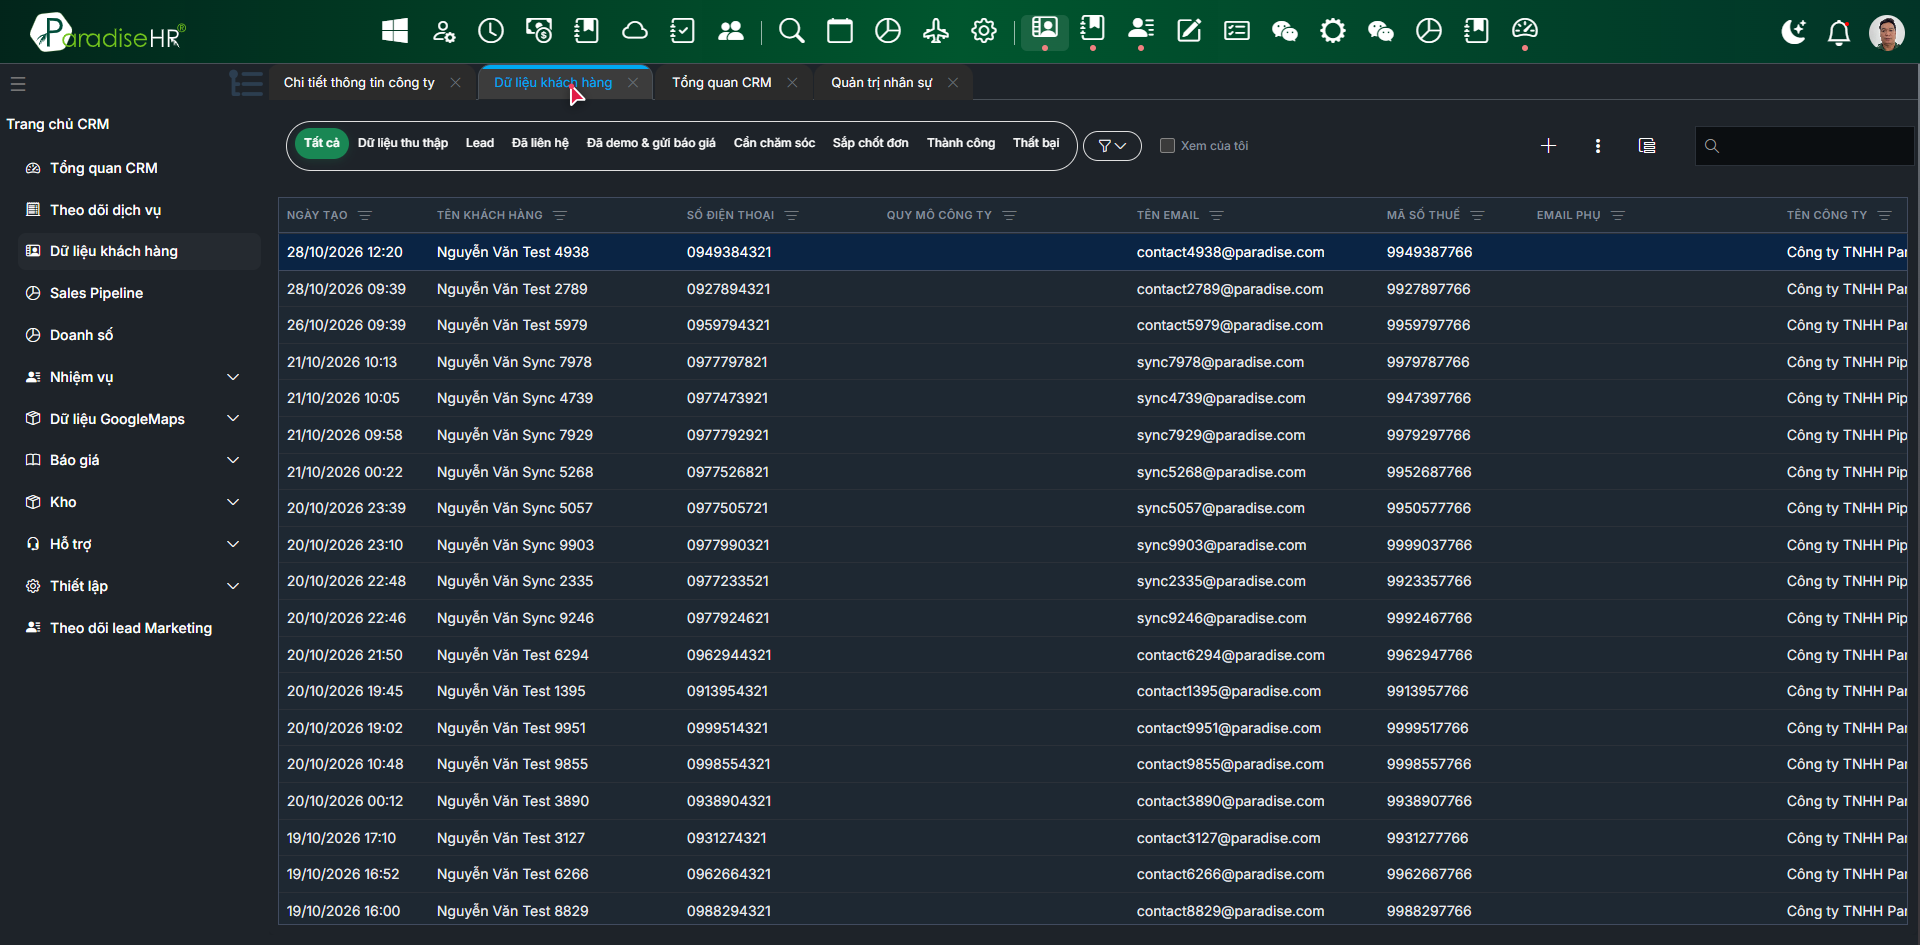 ParadiseHR®
Chi tiết thông tin công ty
Dữ liệu khách hàng
Tổng quan CRM
Quản trị nhân sự
Trang chủ CRM
Tổng quan CRM
Theo dõi dịch vụ
Dữ liệu khách hàng
Sales Pipeline
Doanh số
Nhiệm vụ
Dữ liệu GoogleMaps
Báo giá
Kho
Hỗ trợ
Thiết lập
Theo dõi lead Marketing
Tất cả Dữ liệu thu thập Lead Đã liên hệ Đã demo & gửi báo giá Cần chăm sóc Sắp chốt đơn Thành công Thất bại
Xem của tôi
NGÀY TẠO TÊN KHÁCH HÀNG SỐ ĐIỆN THOẠI QUY MÔ CÔNG TY TÊN EMAIL MÃ SỐ THUẾ EMAIL PHỤ TÊN CÔNG TY
28/10/2026 12:20 Nguyễn Văn Test 4938 0949384321 contact4938@paradise.com 9949387766 Công ty TNHH Par
28/10/2026 09:39 Nguyễn Văn Test 2789 0927894321 contact2789@paradise.com 9927897766 Công ty TNHH Par
26/10/2026 09:39 Nguyễn Văn Test 5979 0959794321 contact5979@paradise.com 9959797766 Công ty TNHH Par
21/10/2026 10:13 Nguyễn Văn Sync 7978 0977797821 sync7978@paradise.com 9979787766 Công ty TNHH Pip
21/10/2026 10:05 Nguyễn Văn Sync 4739 0977473921 sync4739@paradise.com 9947397766 Công ty TNHH Pip
21/10/2026 09:58 Nguyễn Văn Sync 7929 0977792921 sync7929@paradise.com 9979297766 Công ty TNHH Pip
21/10/2026 00:22 Nguyễn Văn Sync 5268 0977526821 sync5268@paradise.com 9952687766 Công ty TNHH Pip
20/10/2026 23:39 Nguyễn Văn Sync 5057 0977505721 sync5057@paradise.com 9950577766 Công ty TNHH Pip
20/10/2026 23:10 Nguyễn Văn Sync 9903 0977990321 sync9903@paradise.com 9999037766 Công ty TNHH Pip
20/10/2026 22:48 Nguyễn Văn Sync 2335 0977233521 sync2335@paradise.com 9923357766 Công ty TNHH Pip
20/10/2026 22:46 Nguyễn Văn Sync 9246 0977924621 sync9246@paradise.com 9992467766 Công ty TNHH Pip
20/10/2026 21:50 Nguyễn Văn Test 6294 0962944321 contact6294@paradise.com 9962947766 Công ty TNHH Par
20/10/2026 19:45 Nguyễn Văn Test 1395 0913954321 contact1395@paradise.com 9913957766 Công ty TNHH Par
20/10/2026 19:02 Nguyễn Văn Test 9951 0999514321 contact9951@paradise.com 9999517766 Công ty TNHH Par
20/10/2026 10:48 Nguyễn Văn Test 9855 0998554321 contact9855@paradise.com 9998557766 Công ty TNHH Par
20/10/2026 00:12 Nguyễn Văn Test 3890 0938904321 contact3890@paradise.com 9938907766 Công ty TNHH Par
19/10/2026 17:10 Nguyễn Văn Test 3127 0931274321 contact3127@paradise.com 9931277766 Công ty TNHH Par
19/10/2026 16:52 Nguyễn Văn Test 6266 0962664321 contact6266@paradise.com 9962667766 Công ty TNHH Par
19/10/2026 16:00 Nguyễn Văn Test 8829 0988294321 contact8829@paradise.com 9988297766 Công ty TNHH Par